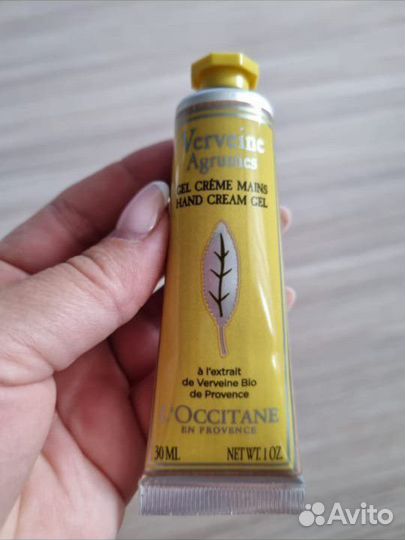 Verveine
Agrumes
GEL CRÈME MAINS
HAND CREAM GEL
à l'extrait
de Verveine Bio
de Provence
L'OCCITANE
EN PROVENCE
30 ML NET WT. 1 OZ.
Avito